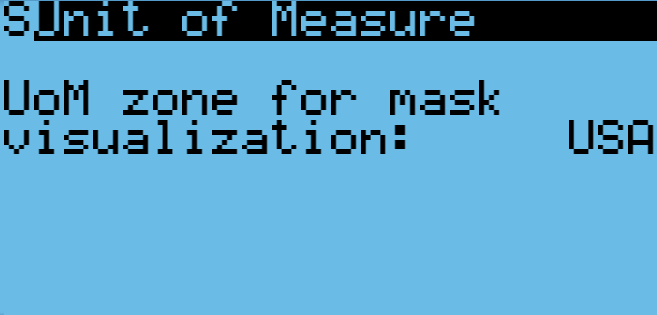 SUnit of Measure
UoM zone for mask
visualization: USA